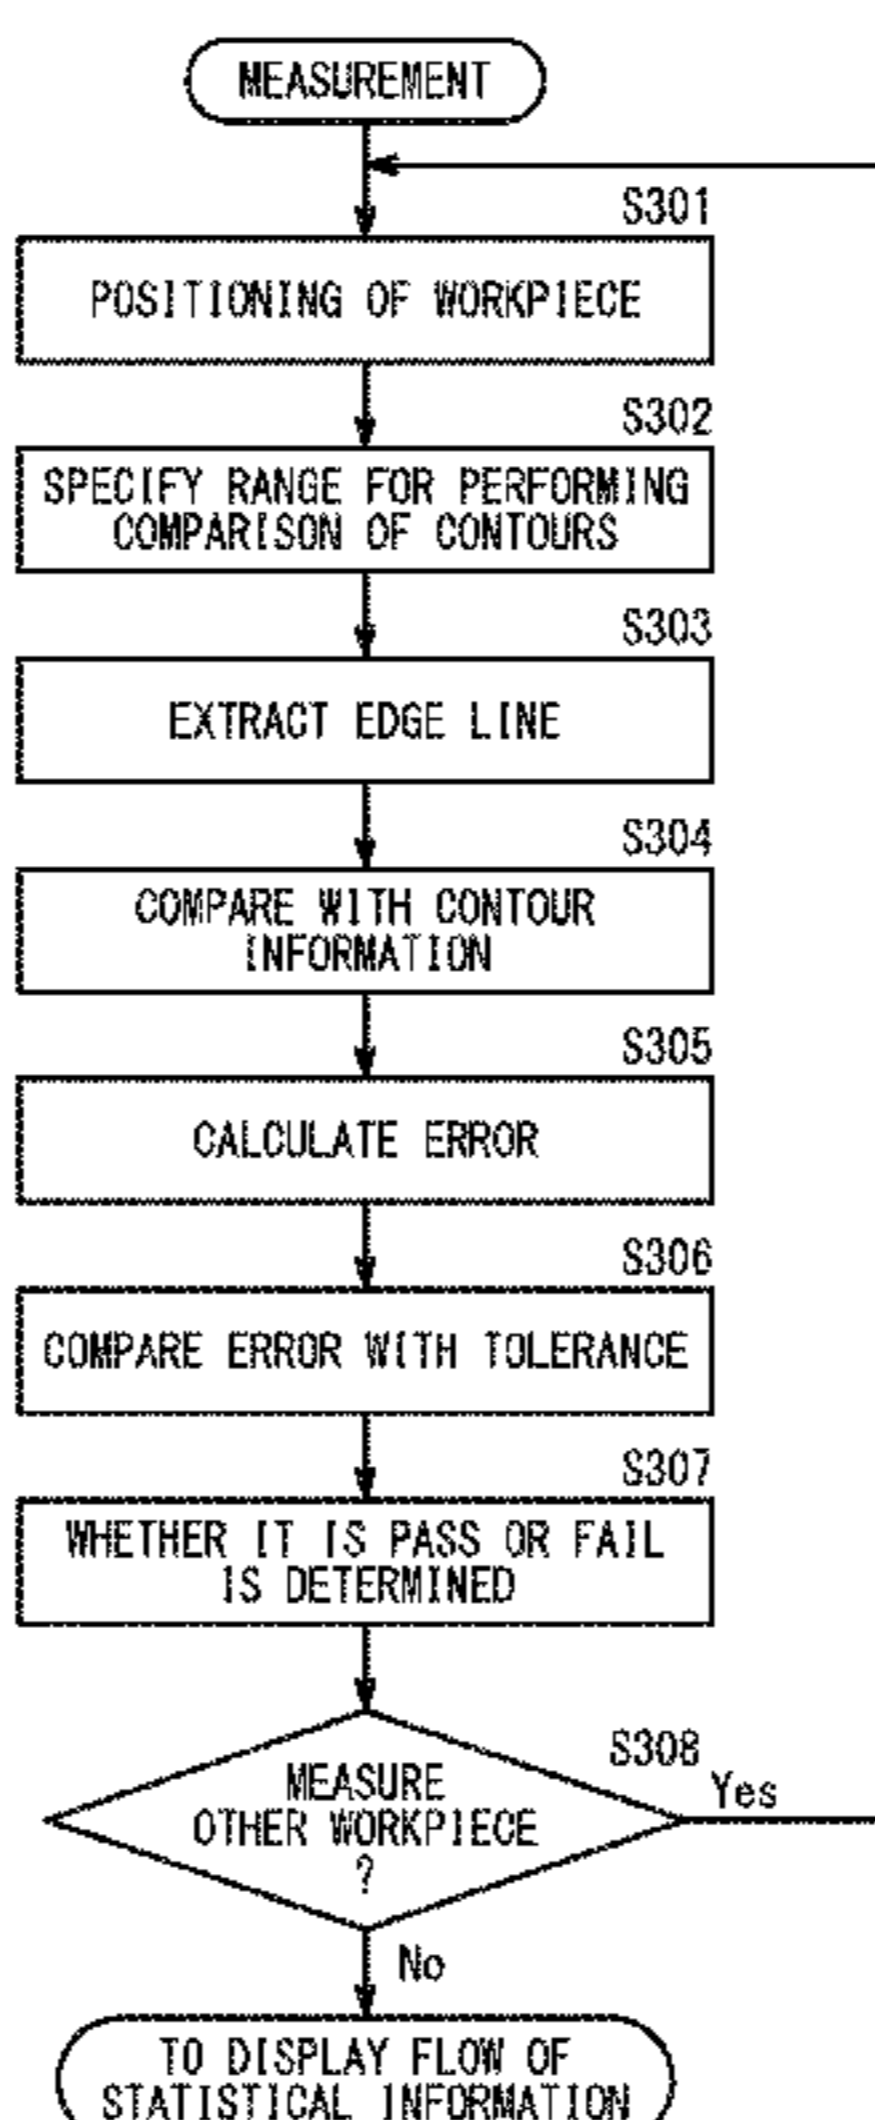 MEASUREMENT
S301
POSITIONING OF WORKPIECE
S302
SPECIFY RANGE FOR PERFORMING
COMPARISON OF CONTOURS
S303
EXTRACT EDGE LINE
S304
COMPARE WITH CONTOUR
INFORMATION
S305
CALCULATE ERROR
S306
COMPARE ERROR WITH TOLERANCE
S307
WHETHER IT IS PASS OR FAIL
IS DETERMINED
S308
MEASURE
OTHER WORKPIECE
?
Yes
No
TO DISPLAY FLOW OF
STATISTICAL INFORMATION